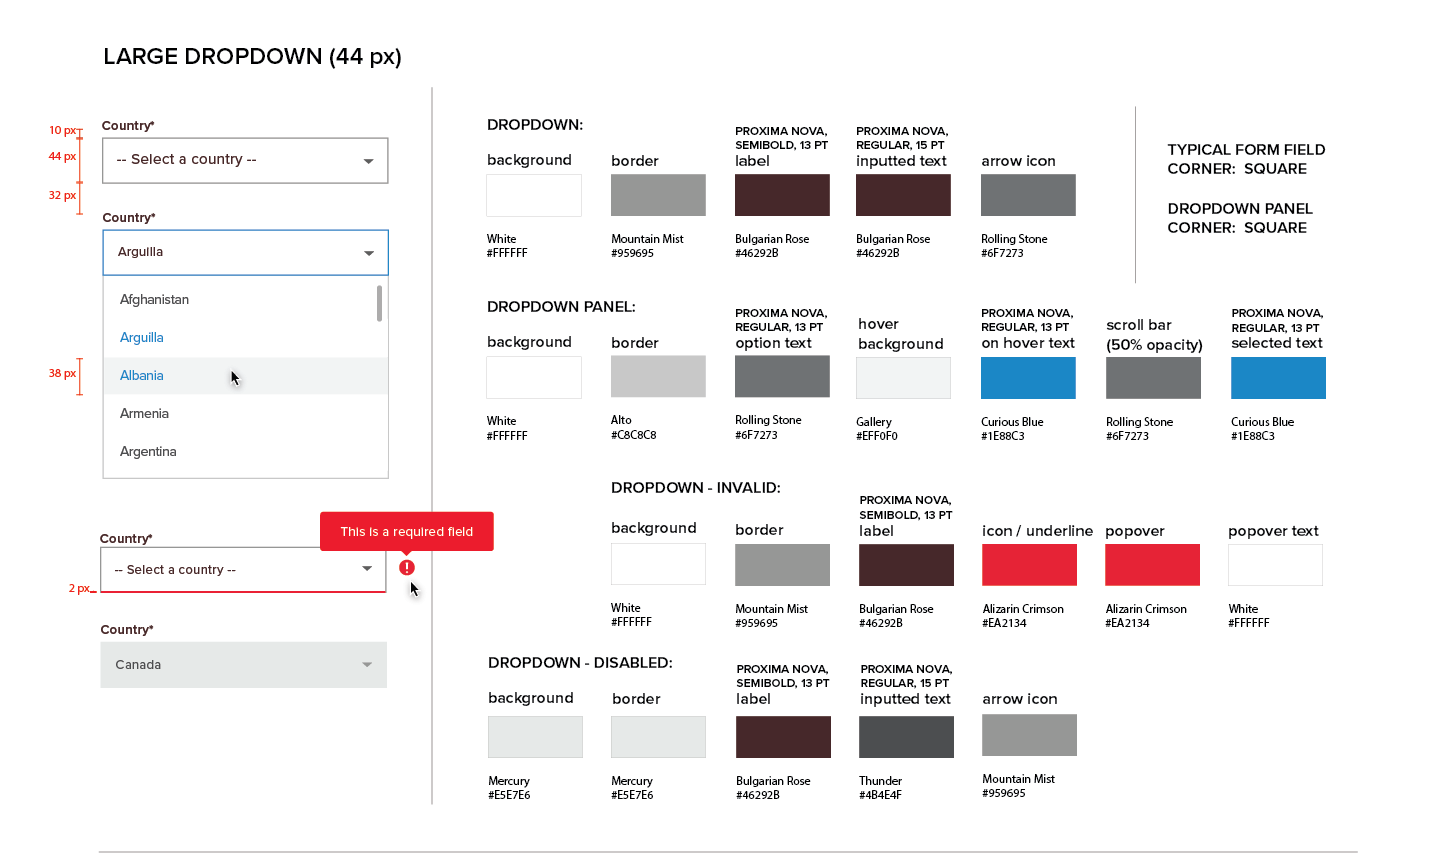 LARGE DROPDOWN (44 px)
Country*
10 px
44 px
-- Select a country --
32 px
Country*
Arguilla
Afghanistan
Arguilla
38 px
Albania
Armenia
Argentina
This is a required field
Country*
-- Select a country --
2 px
Country*
Canada
DROPDOWN:
background
White
#FFFFFF
border
Mountain Mist
#959695
PROXIMA NOVA,
SEMIBOLD, 13 PT
label
Bulgarian Rose
#46292B
PROXIMA NOVA,
REGULAR, 15 PT
inputted text
Bulgarian Rose
#46292B
arrow icon
Rolling Stone
#6F7273
TYPICAL FORM FIELD
CORNER: SQUARE
DROPDOWN PANEL
CORNER: SQUARE
DROPDOWN PANEL:
background
White
#FFFFFF
border
Alto
#C8C8C8
PROXIMA NOVA,
REGULAR, 13 PT
option text
Rolling Stone
#6F7273
hover
background
Gallery
#EFF0F0
PROXIMA NOVA,
REGULAR, 13 PT
on hover text
Curious Blue
#1E88C3
scroll bar
(50% opacity)
Rolling Stone
#6F7273
PROXIMA NOVA,
REGULAR, 13 PT
selected text
Curious Blue
#1E88C3
DROPDOWN - INVALID:
background
White
#FFFFFF
border
Mountain Mist
#959695
PROXIMA NOVA,
SEMIBOLD, 13 PT
label
Bulgarian Rose
#46292B
icon / underline
Alizarin Crimson
#EA2134
popover
Alizarin Crimson
#EA2134
popover text
White
#FFFFFF
DROPDOWN - DISABLED:
background
Mercury
#E5E7E6
border
Mercury
#E5E7E6
PROXIMA NOVA,
SEMIBOLD, 13 PT
label
Bulgarian Rose
#46292B
PROXIMA NOVA,
REGULAR, 15 PT
inputted text
Thunder
#4B4E4F
arrow icon
Mountain Mist
#959695